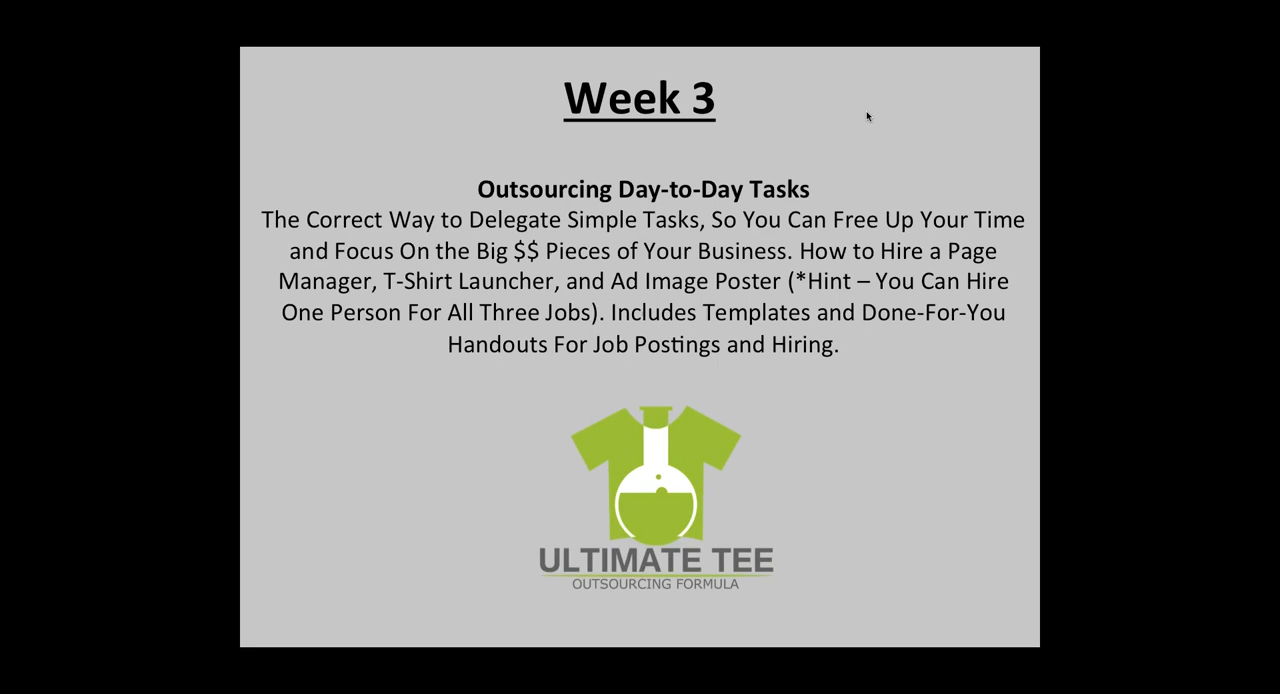 Week 3
Outsourcing Day-to-Day Tasks
The Correct Way to Delegate Simple Tasks, So You Can Free Up Your Time
and Focus On the Big $$ Pieces of Your Business. How to Hire a Page
Manager, T-Shirt Launcher, and Ad Image Poster (*Hint – You Can Hire
One Person For All Three Jobs). Includes Templates and Done-For-You
Handouts For Job Postings and Hiring.
ULTIMATE TEE
OUTSOURCING FORMULA